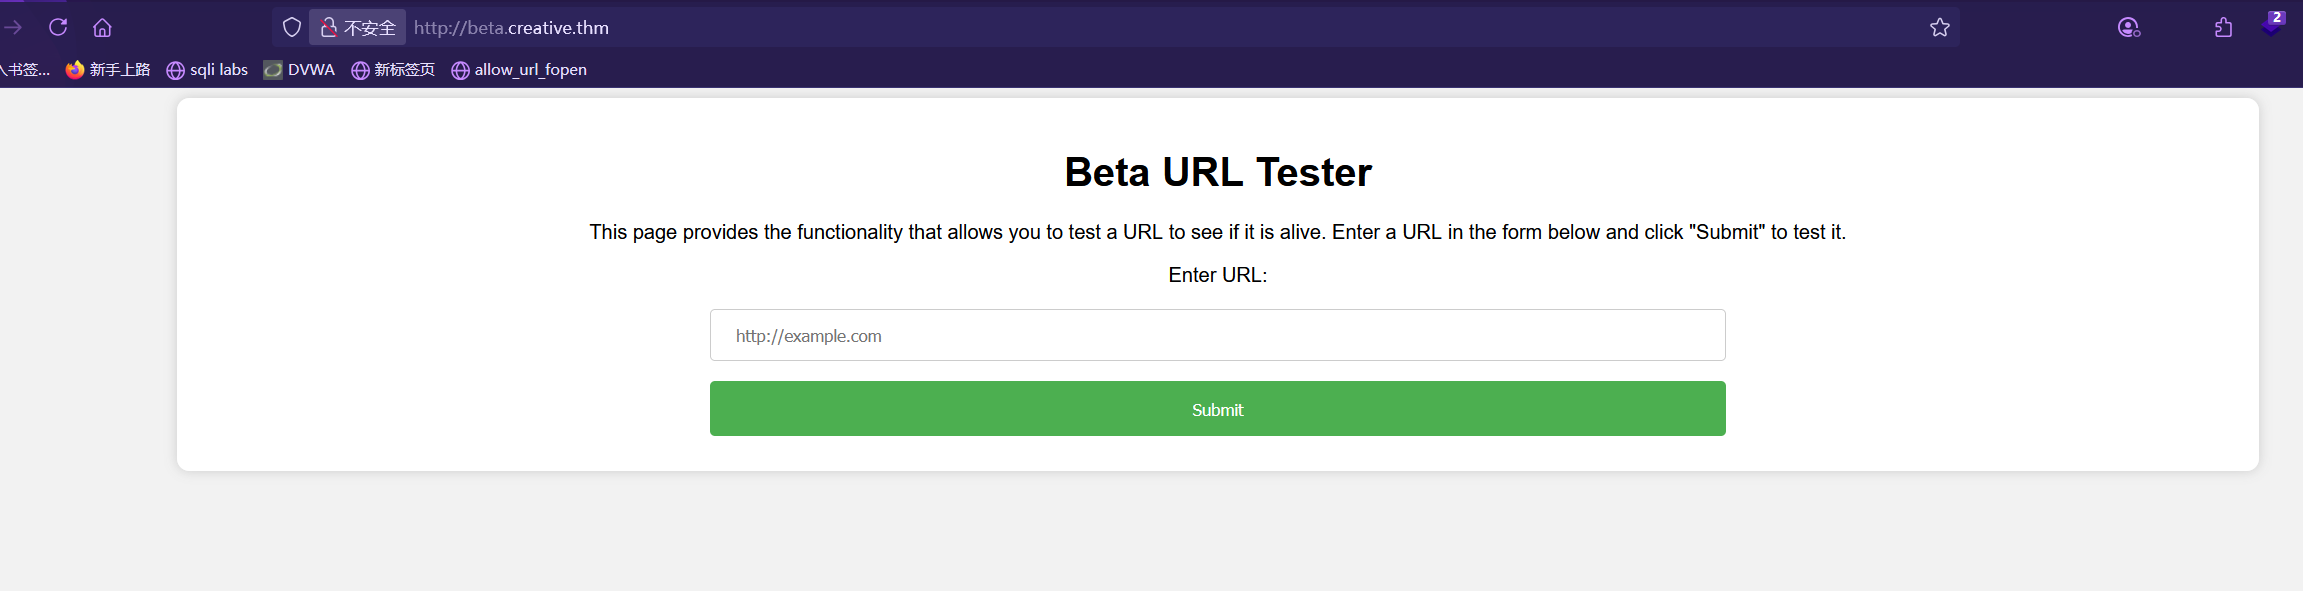 不安全 http://beta.creative.thm 2
人书签... 新手上路 sqli labs DVWA 新标签页 allow_url_fopen
Beta URL Tester
This page provides the functionality that allows you to test a URL to see if it is alive. Enter a URL in the form below and click "Submit" to test it.
Enter URL:
http://example.com
Submit